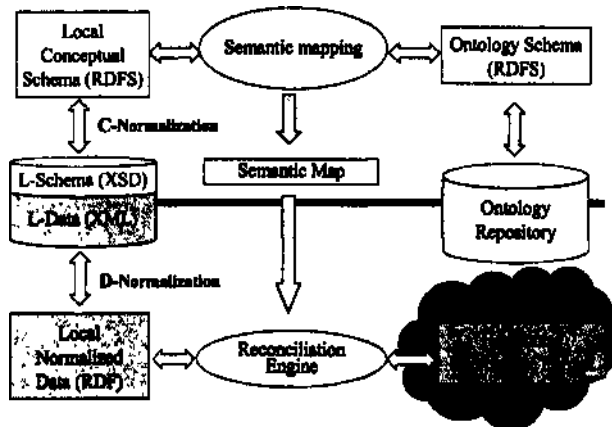 Local
Conceptual
Schema (RDFS)
Semantic mapping
Ontology Schema
(RDFS)
C-Normalization
L-Schema (XSD)
L-Data (XML)
Semantic Map
Ontology
Repository
D-Normalization
Local
Normalized
Data (RDF)
Reconciliation
Engine